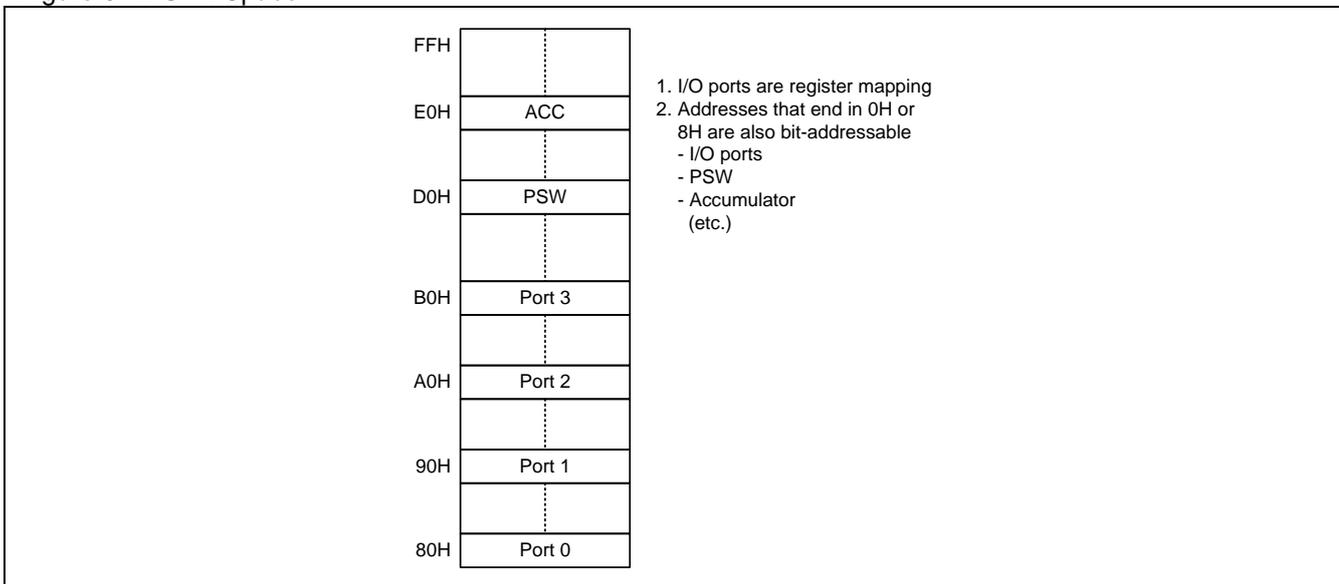 FFH
E0H ACC
D0H PSW
B0H Port 3
A0H Port 2
90H Port 1
80H Port 0
1. I/O ports are register mapping
2. Addresses that end in 0H or
8H are also bit-addressable
- I/O ports
- PSW
- Accumulator
(etc.)